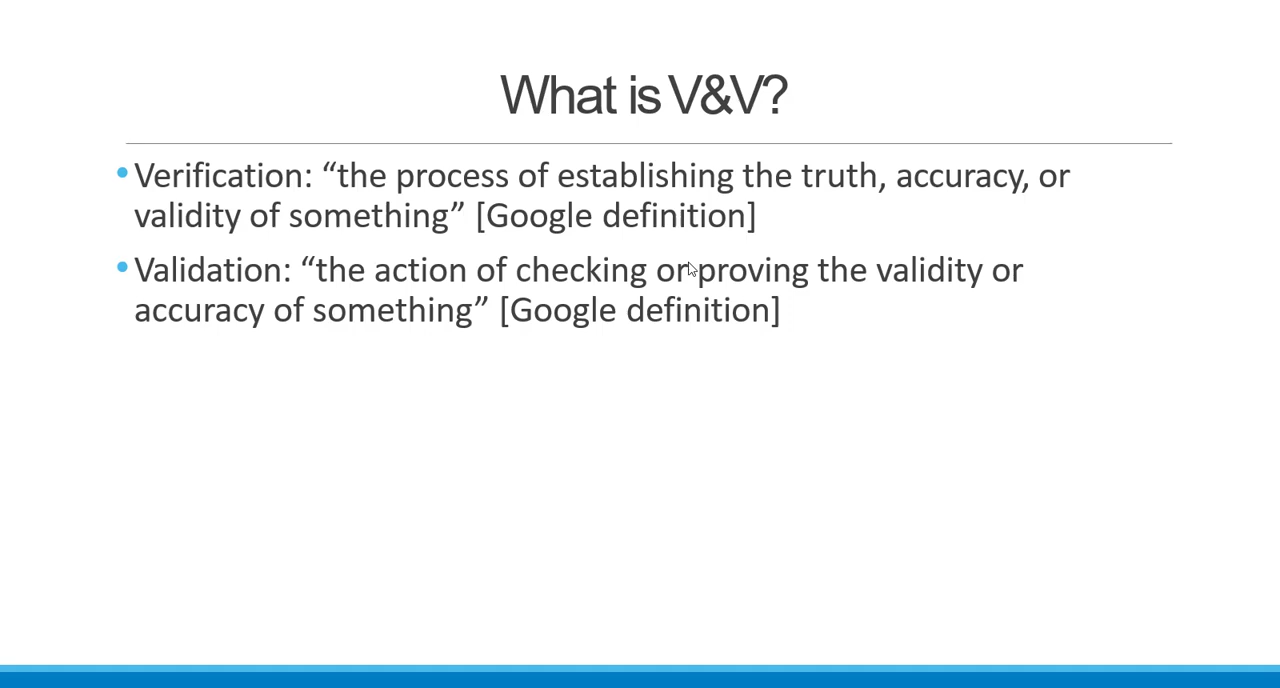 What is V&V?
• Verification: “the process of establishing the truth, accuracy, or
validity of something” [Google definition]
• Validation: “the action of checking or proving the validity or
accuracy of something” [Google definition]